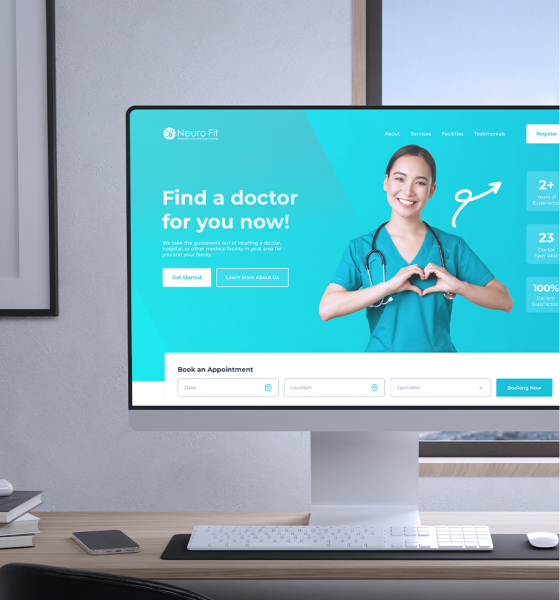 Neuro Fit
About
Services
Facilities
Testimonials
Register
Find a doctor
for you now!
We take the guesswork out of locating a doctor,
hospital, or other medical facility in your area for
you and your family.
Get Started
Learn More About Us
2+
Years of
Experience
23
Doctor
Specialist
100%
Patient
Satisfaction
Book an Appointment
Date
Location
Specialist
Booking Now